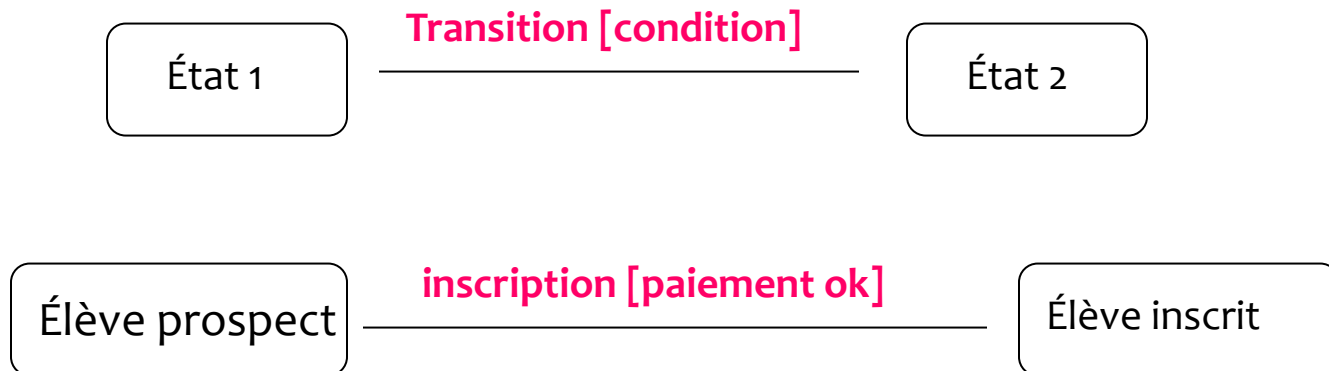 Transition [condition]
État 1
État 2
inscription [paiement ok]
Élève prospect
Élève inscrit